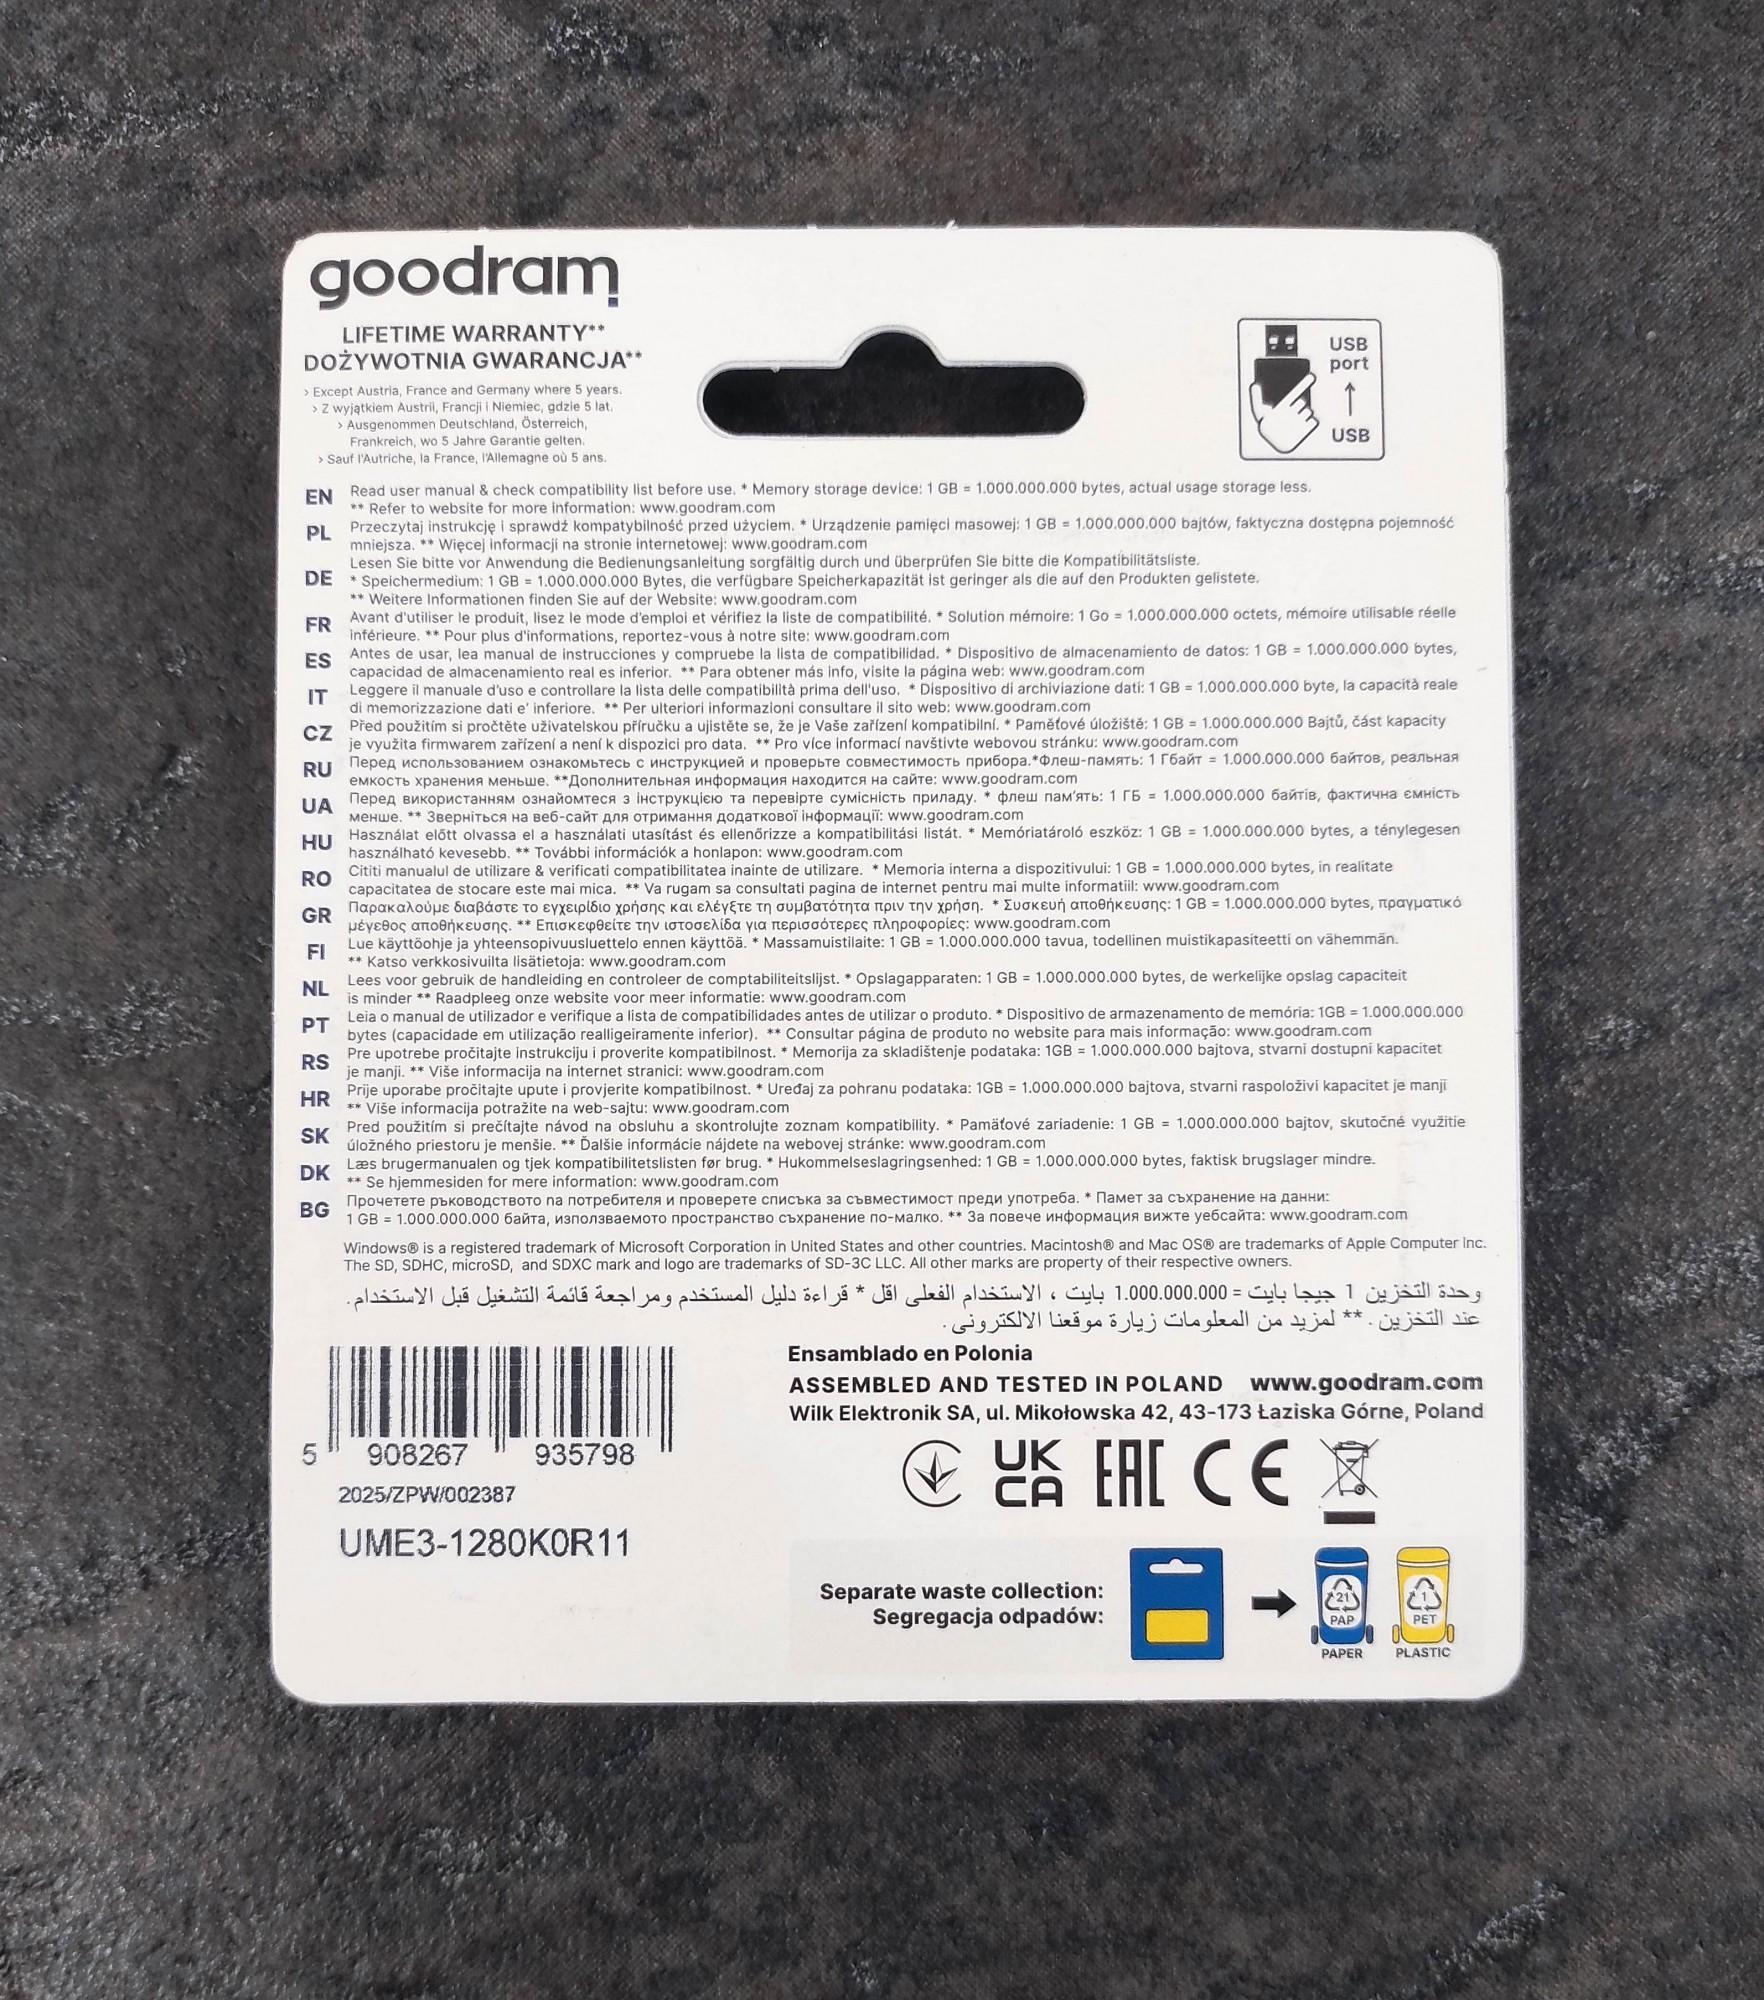 goodram
LIFETIME WARRANTY**
DOŻYWOTNIA GWARANCJA**
› Except Austria, France and Germany where 5 years.
› Z wyjątkiem Austrii, Francji i Niemiec, gdzie 5 lat.
› Ausgenommen Deutschland, Österreich,
Frankreich, wo 5 Jahre Garantie gelten.
› Sauf l'Autriche, la France, l'Allemagne où 5 ans.
USB
port
USB
EN Read user manual & check compatibility list before use. * Memory storage device: 1 GB = 1.000.000.000 bytes, actual usage storage less.
** Refer to website for more information: www.goodram.com
PL Przeczytaj instrukcję i sprawdź kompatybilność przed użyciem. * Urządzenie pamięci masowej: 1 GB = 1.000.000.000 bajtów, faktyczna dostępna pojemność
mniejsza. ** Więcej informacji na stronie internetowej: www.goodram.com
DE Lesen Sie bitte vor Anwendung die Bedienungsanleitung sorgfältig durch und überprüfen Sie bitte die Kompatibilitätsliste.
* Speichermedium: 1 GB = 1.000.000.000 Bytes, die verfügbare Speicherkapazität ist geringer als die auf den Produkten gelistete.
** Weitere Informationen finden Sie auf der Website: www.goodram.com
FR Avant d'utiliser le produit, lisez le mode d'emploi et vérifiez la liste de compatibilité. * Solution mémoire: 1 Go = 1.000.000.000 octets, mémoire utilisable réelle
inférieure. ** Pour plus d'informations, reportez-vous à notre site: www.goodram.com
ES Antes de usar, lea manual de instrucciones y compruebe la lista de compatibilidad. * Dispositivo de almacenamiento de datos: 1 GB = 1.000.000.000 bytes,
capacidad de almacenamiento real es inferior. ** Para obtener más info, visite la página web: www.goodram.com
IT Leggere il manuale d'uso e controllare la lista delle compatibilità prima dell'uso. * Dispositivo di archiviazione dati: 1 GB = 1.000.000.000 byte, la capacità reale
di memorizzazione dati e' inferiore. ** Per ulteriori informazioni consultare il sito web: www.goodram.com
CZ Před použitím si pročtěte uživatelskou příručku a ujistěte se, že je Vaše zařízení kompatibilní. * Paměťové úložiště: 1 GB = 1.000.000.000 Bajtů, část kapacity
je využita firmwarem zařízení a není k dispozici pro data. ** Pro více informací navštivte webovou stránku: www.goodram.com
RU Перед использованием ознакомьтесь с инструкцией и проверьте совместимость прибора.*Флеш-память: 1 Гбайт = 1.000.000.000 байтов, реальная
емкость хранения меньше. **Дополнительная информация находится на сайте: www.goodram.com
UA Перед використанням ознайомтеся з інструкцією та перевірте сумісність приладу. * флеш пам'ять: 1 ГБ = 1.000.000.000 байтів, фактична ємність
менше. ** Зверніться на веб-сайт для отримання додаткової інформації: www.goodram.com
HU Használat előtt olvassa el a használati utasítást és ellenőrizze a kompatibilitási listát. * Memóriatároló eszköz: 1 GB = 1.000.000.000 bytes, a ténylegesen
használható kevesebb. ** További információk a honlapon: www.goodram.com
RO Cititi manualul de utilizare & verificati compatibilitatea inainte de utilizare. * Memoria interna a dispozitivului: 1 GB = 1.000.000.000 bytes, in realitate
capacitatea de stocare este mai mica. ** Va rugam sa consultati pagina de internet pentru mai multe informatiil: www.goodram.com
GR Παρακαλούμε διαβάστε το εγχειρίδιο χρήσης και ελέγξτε τη συμβατότητα πριν την χρήση. * Συσκευή αποθήκευσης: 1 GB = 1.000.000.000 bytes, πραγματικό
μέγεθος αποθήκευσης. ** Επισκεφθείτε την ιστοσελίδα για περισσότερες πληροφορίες: www.goodram.com
FI Lue käyttöohje ja yhteensopivuusluettelo ennen käyttöä. * Massamuistilaite: 1 GB = 1.000.000.000 tavua, todellinen muistikapasiteetti on vähemmän.
** Katso verkkosivuilta lisätietoja: www.goodram.com
NL Lees voor gebruik de handleiding en controleer de comptabiliteitslijst. * Opslagapparaten: 1 GB = 1.000.000.000 bytes, de werkelijke opslag capaciteit
is minder ** Raadpleeg onze website voor meer informatie: www.goodram.com
PT Leia o manual de utilizador e verifique a lista de compatibilidades antes de utilizar o produto. * Dispositivo de armazenamento de memória: 1GB = 1.000.000.000
bytes (capacidade em utilização realligeiramente inferior). ** Consultar página de produto no website para mais informação: www.goodram.com
RS Pre upotrebe pročitajte instrukciju i proverite kompatibilnost. * Memorija za skladištenje podataka: 1GB = 1.000.000.000 bajtova, stvarni dostupni kapacitet
je manji. ** Više informacija na internet stranici: www.goodram.com
HR Prije uporabe pročitajte upute i provjerite kompatibilnost. * Uređaj za pohranu podataka: 1GB = 1.000.000.000 bajtova, stvarni raspoloživi kapacitet je manji
** Više informacija potražite na web-sajtu: www.goodram.com
SK Pred použitím si prečítajte návod na obsluhu a skontrolujte zoznam kompatibility. * Pamäťové zariadenie: 1 GB = 1.000.000.000 bajtov, skutočné využitie
úložného priestoru je menšie. ** Ďalšie informácie nájdete na webovej stránke: www.goodram.com
DK Læs brugermanualen og tjek kompatibilitetslisten før brug. * Hukommelseslagringsenhed: 1 GB = 1.000.000.000 bytes, faktisk brugslager mindre.
** Se hjemmesiden for mere information: www.goodram.com
BG Прочетете ръководството па потребителя и проверете списъка за съвместимост преди употреба. * Памет за съхранение на данни:
1 GB = 1.000.000.000 байта, използваемото пространство съхранение по-малко. ** За повече информация вижте уебсайта: www.goodram.com
Windows® is a registered trademark of Microsoft Corporation in United States and other countries. Macintosh® and Mac OS® are trademarks of Apple Computer Inc.
The SD, SDHC, microSD, and SDXC mark and logo are trademarks of SD-3C LLC. All other marks are property of their respective owners.
وحدة التخزين 1 جيجا بايت = 1.000.000.000 بايت ، الاستخدام الفعلى اقل * قراءة دليل المستخدم ومراجعة قائمة التشغيل قبل الاستخدام.
عند التخزين . ** لمزيد من المعلومات زيارة موقعنا الالكترونى .
Ensamblado en Polonia
ASSEMBLED AND TESTED IN POLAND www.goodram.com
Wilk Elektronik SA, ul. Mikołowska 42, 43-173 Łaziska Górne, Poland
5 908267 935798
2025/ZPW/002387
UME3-1280K0R11
UK
CA EAC CE
Separate waste collection:
Segregacja odpadów:
21
PAP
PAPER
1
PET
PLASTIC